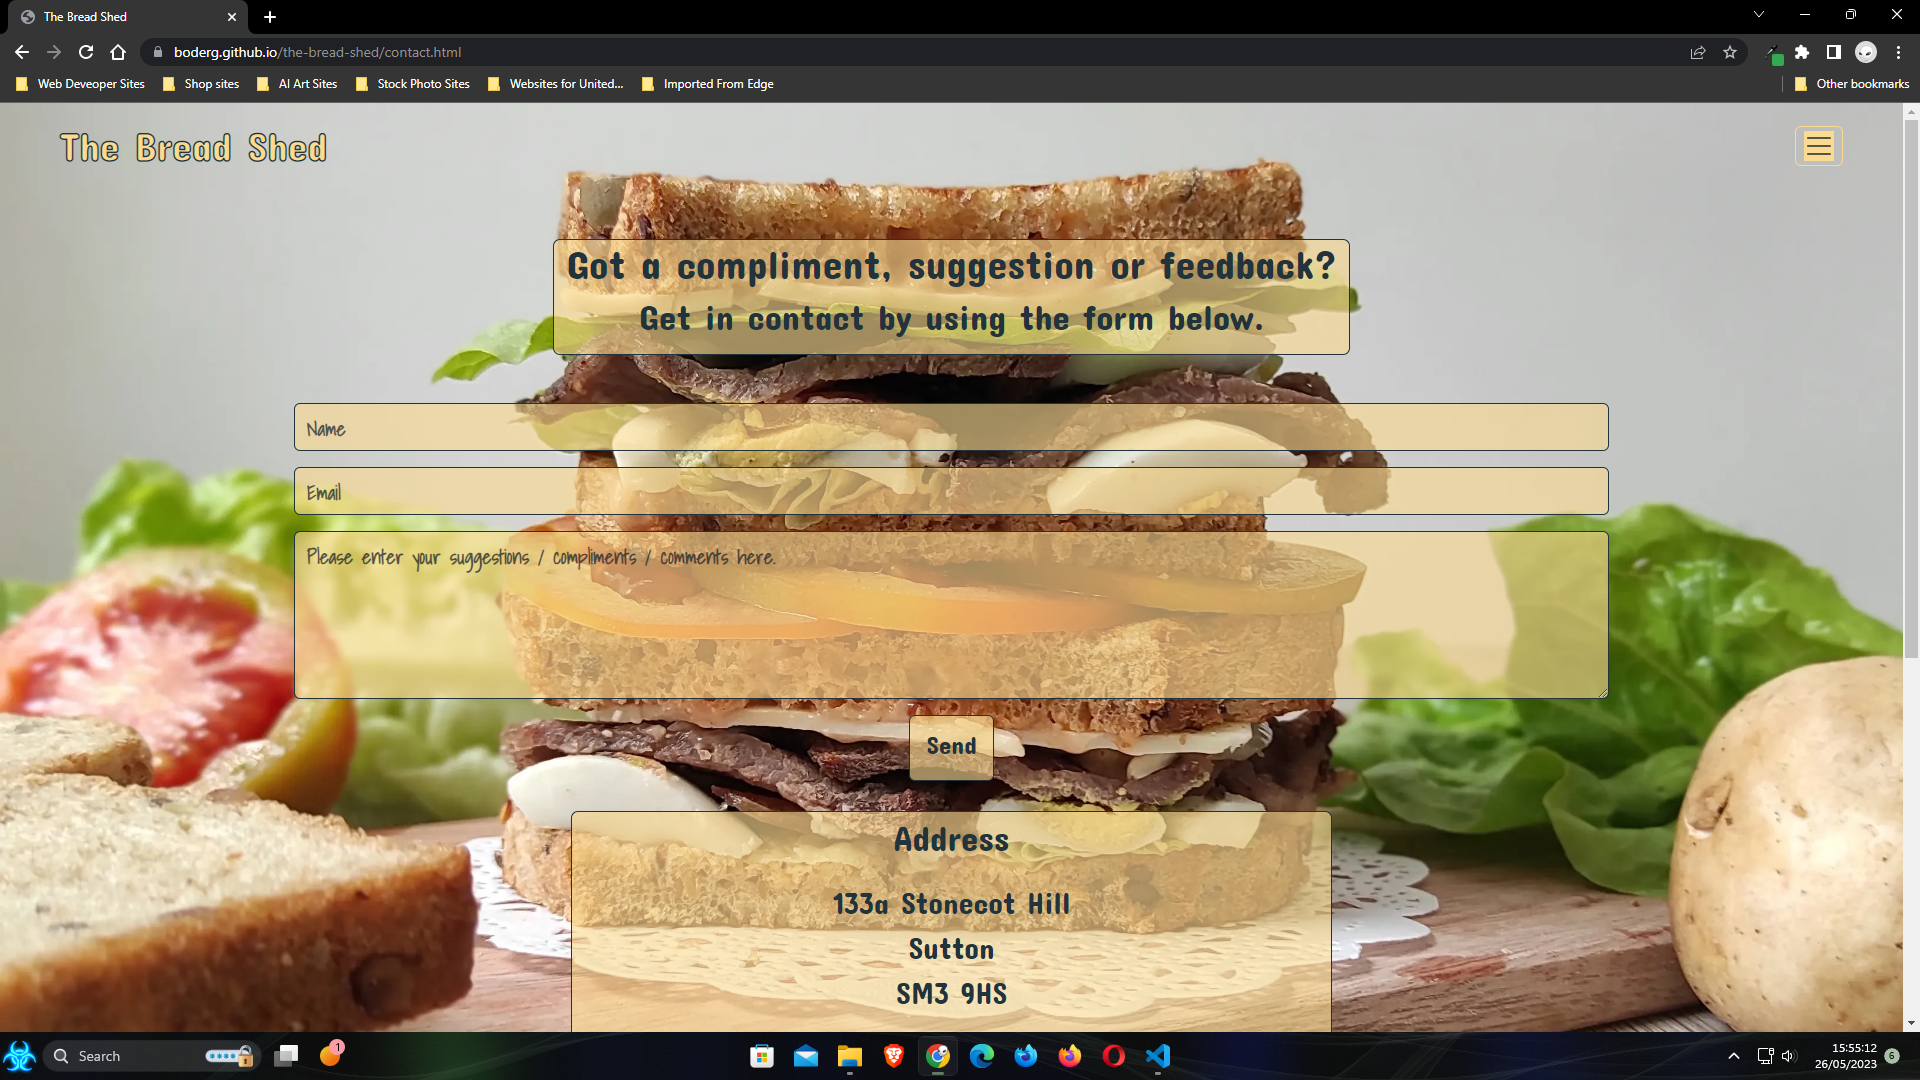 The Bread Shed
boderg.github.io/the-bread-shed/contact.html
Web Deveoper Sites
Shop sites
AI Art Sites
Stock Photo Sites
Websites for United...
Imported From Edge
Other bookmarks
The Bread Shed
Got a compliment, suggestion or feedback?
Get in contact by using the form below.
Name
Email
Please enter your suggestions / compliments / comments here.
Send
Address
133a Stonecot Hill
Sutton
SM3 9HS
Search
1
15:55:12
26/05/2023
6